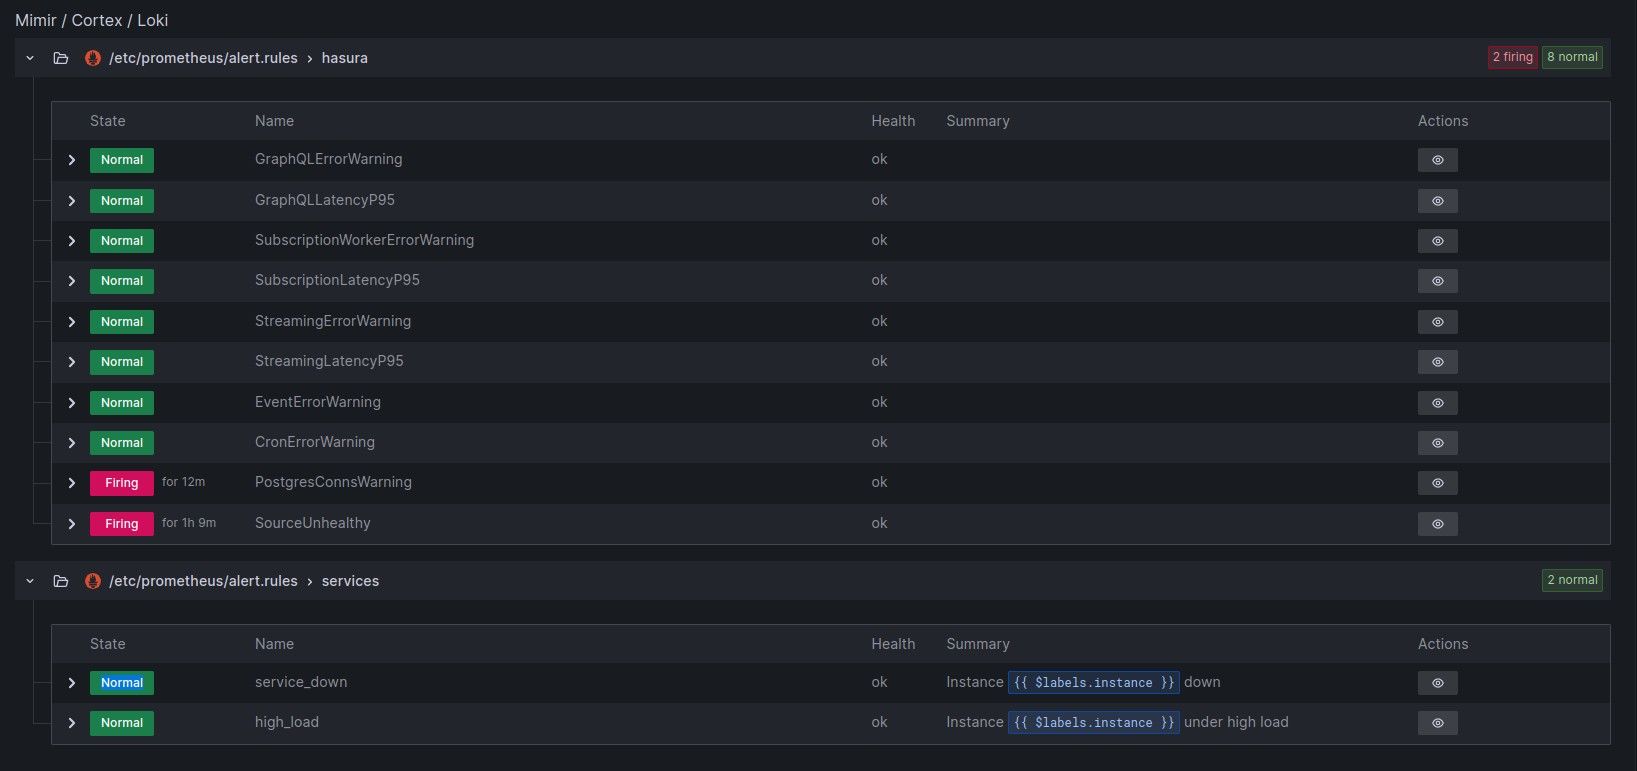 Mimir / Cortex / Loki
/etc/prometheus/alert.rules › hasura 2 firing 8 normal
State Name Health Summary Actions
Normal GraphQLErrorWarning ok
Normal GraphQLLatencyP95 ok
Normal SubscriptionWorkerErrorWarning ok
Normal SubscriptionLatencyP95 ok
Normal StreamingErrorWarning ok
Normal StreamingLatencyP95 ok
Normal EventErrorWarning ok
Normal CronErrorWarning ok
Firing for 12m PostgresConnsWarning ok
Firing for 1h 9m SourceUnhealthy ok
/etc/prometheus/alert.rules › services 2 normal
State Name Health Summary Actions
Normal service_down ok Instance {{ $labels.instance }} down
Normal high_load ok Instance {{ $labels.instance }} under high load